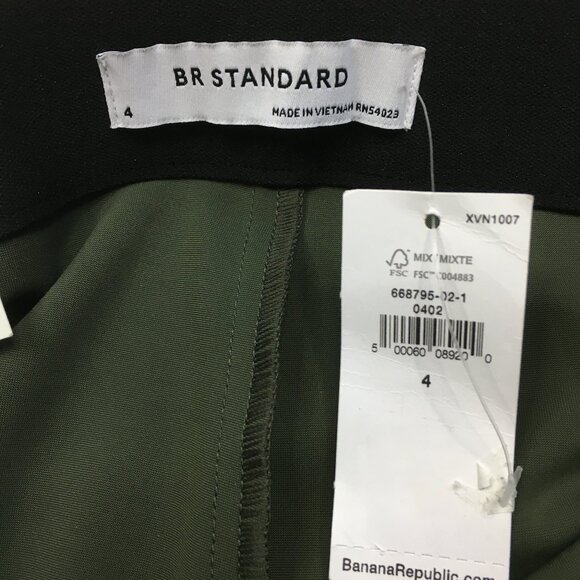 BR STANDARD
4
MADE IN VIETNAM RN54023
XVN1007
MIX / MIXTE
FSC FSC™ C004883
668795-02-1
0402
5 00060 08920 0
4
BananaRepublic.com